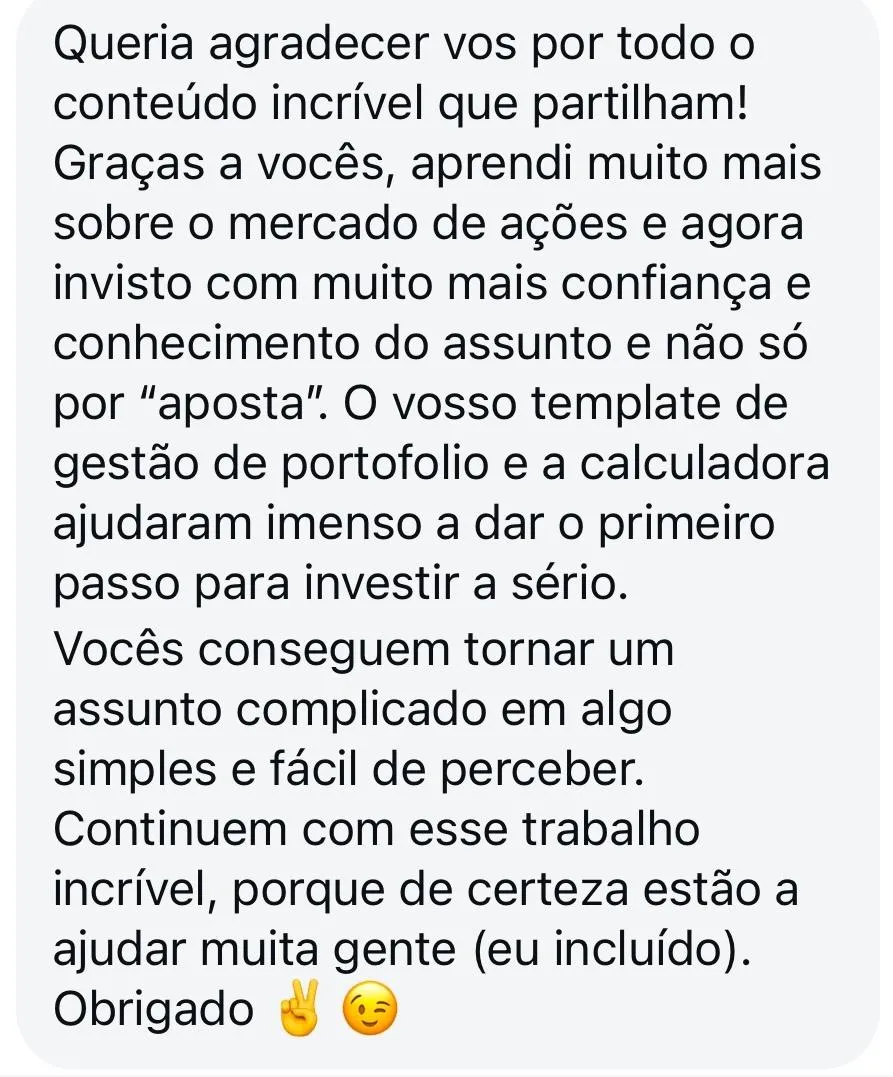 Queria agradecer vos por todo o
conteúdo incrível que partilham!
Graças a vocês, aprendi muito mais
sobre o mercado de ações e agora
invisto com muito mais confiança e
conhecimento do assunto e não só
por “aposta”. O vosso template de
gestão de portofolio e a calculadora
ajudaram imenso a dar o primeiro
passo para investir a sério.
Vocês conseguem tornar um
assunto complicado em algo
simples e fácil de perceber.
Continuem com esse trabalho
incrível, porque de certeza estão a
ajudar muita gente (eu incluído).
Obrigado ✌️ 😉